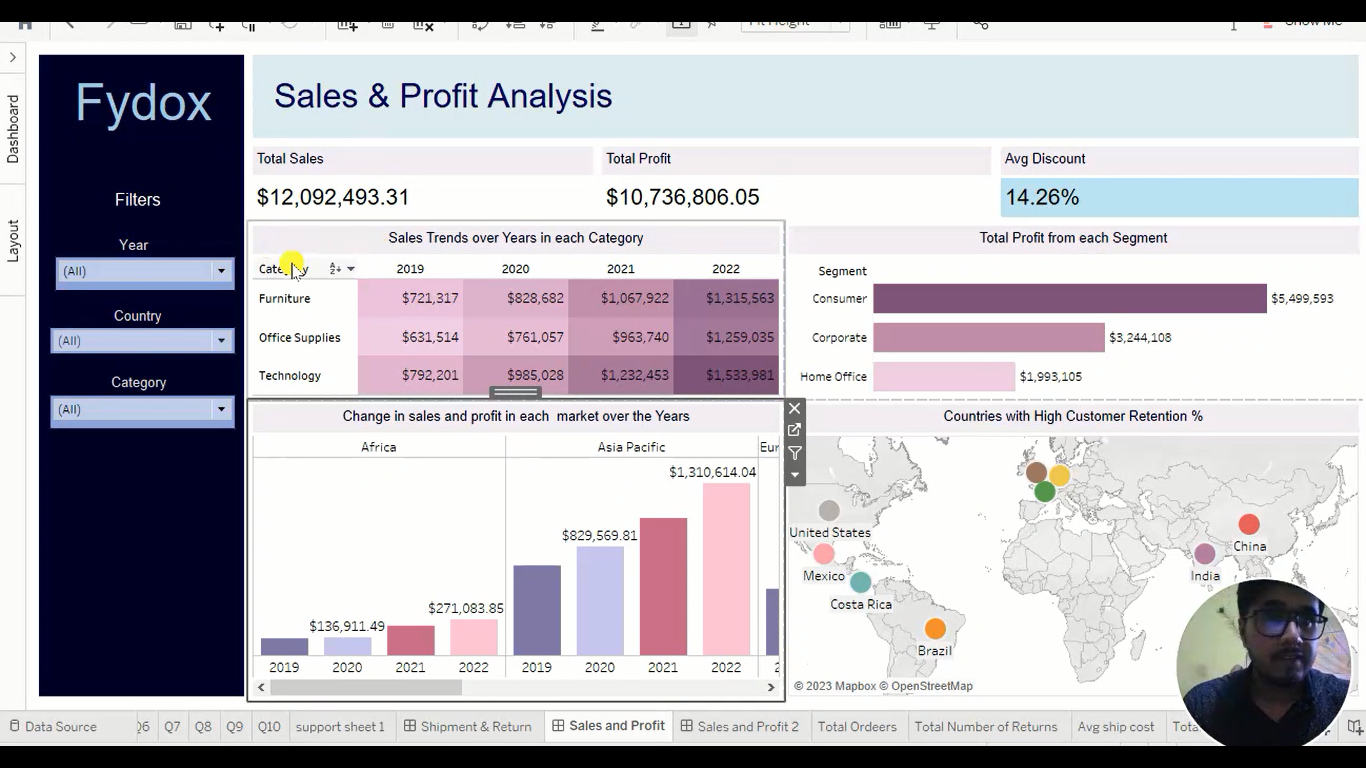 Fit Height
Show Me
Dashboard
Layout
Fydox
Filters
Year
(All)
Country
(All)
Category
(All)
Sales & Profit Analysis
Total Sales
$12,092,493.31
Total Profit
$10,736,806.05
Avg Discount
14.26%
Sales Trends over Years in each Category
Category 2019 2020 2021 2022
Furniture $721,317 $828,682 $1,067,922 $1,315,563
Office Supplies $631,514 $761,057 $963,740 $1,259,035
Technology $792,201 $985,028 $1,232,453 $1,533,981
Total Profit from each Segment
Segment
Consumer $5,499,593
Corporate $3,244,108
Home Office $1,993,105
Change in sales and profit in each market over the Years
Africa Asia Pacific Eur
$1,310,614.04
$829,569.81
$271,083.85
$136,911.49
2019 2020 2021 2022 2019 2020 2021 2022 2
Countries with High Customer Retention %
United States
Mexico
Costa Rica
Brazil
India
China
© 2023 Mapbox © OpenStreetMap
Data Source Q6 Q7 Q8 Q9 Q10 support sheet 1 Shipment & Return Sales and Profit Sales and Profit 2 Total Ordeers Total Number of Returns Avg ship cost Tota